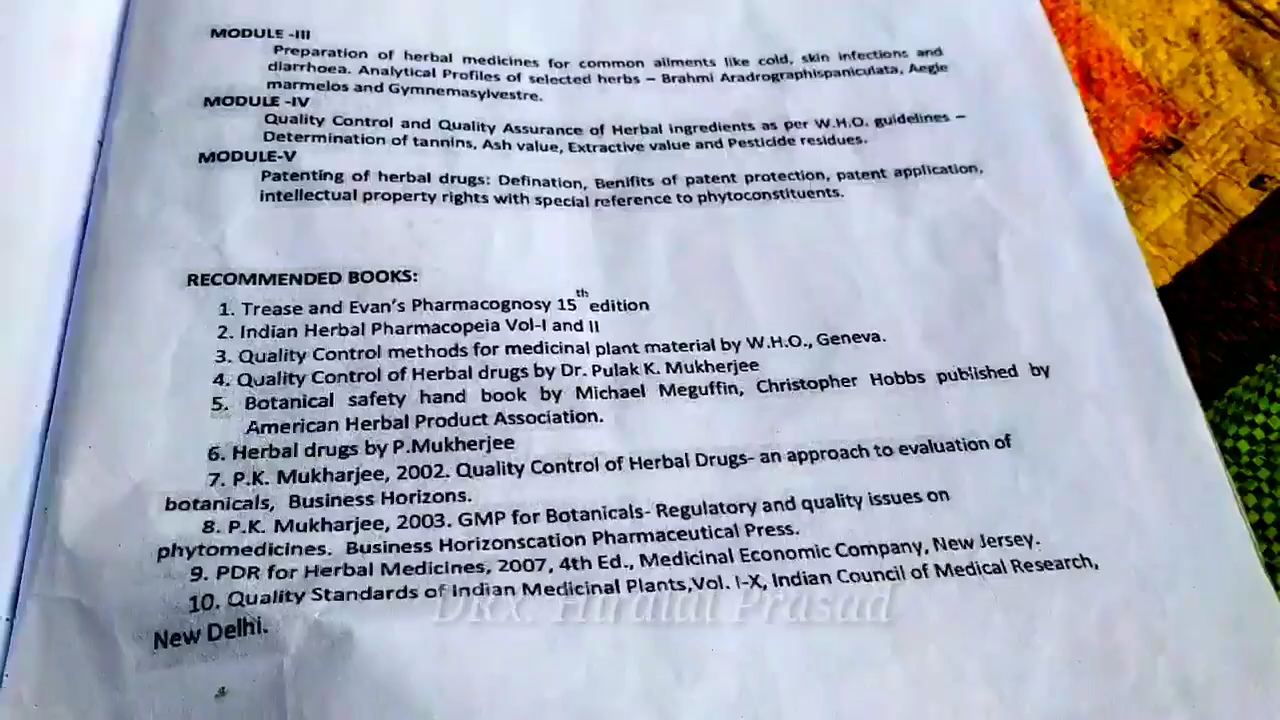 MODULE -III
Preparation of herbal medicines for common ailments like cold, skin infections and
diarrhoea. Analytical Profiles of selected herbs – Brahmi Aradrographispaniculata, Aegle
marmelos and Gymnemasylvestre.
MODULE -IV
Quality Control and Quality Assurance of Herbal ingredients as per W.H.O. guidelines –
Determination of tannins, Ash value, Extractive value and Pesticide residues.
MODULE-V
Patenting of herbal drugs: Defination, Benifits of patent protection, patent application,
intellectual property rights with special reference to phytoconstituents.
RECOMMENDED BOOKS:
1. Trease and Evan's Pharmacognosy 15th edition
2. Indian Herbal Pharmacopeia Vol-I and II
3. Quality Control methods for medicinal plant material by W.H.O., Geneva.
4. Quality Control of Herbal drugs by Dr. Pulak K. Mukherjee
5. Botanical safety hand book by Michael Meguffin, Christopher Hobbs published by
American Herbal Product Association.
6. Herbal drugs by P.Mukherjee
7. P.K. Mukharjee, 2002. Quality Control of Herbal Drugs- an approach to evaluation of
botanicals, Business Horizons.
8. P.K. Mukharjee, 2003. GMP for Botanicals- Regulatory and quality issues on
phytomedicines. Business Horizonscation Pharmaceutical Press.
9. PDR for Herbal Medicines, 2007, 4th Ed., Medicinal Economic Company, New Jersey.
10. Quality Standards of Indian Medicinal Plants,Vol. I-X, Indian Council of Medical Research,
New Delhi.
DRx. Hiralal Prasad